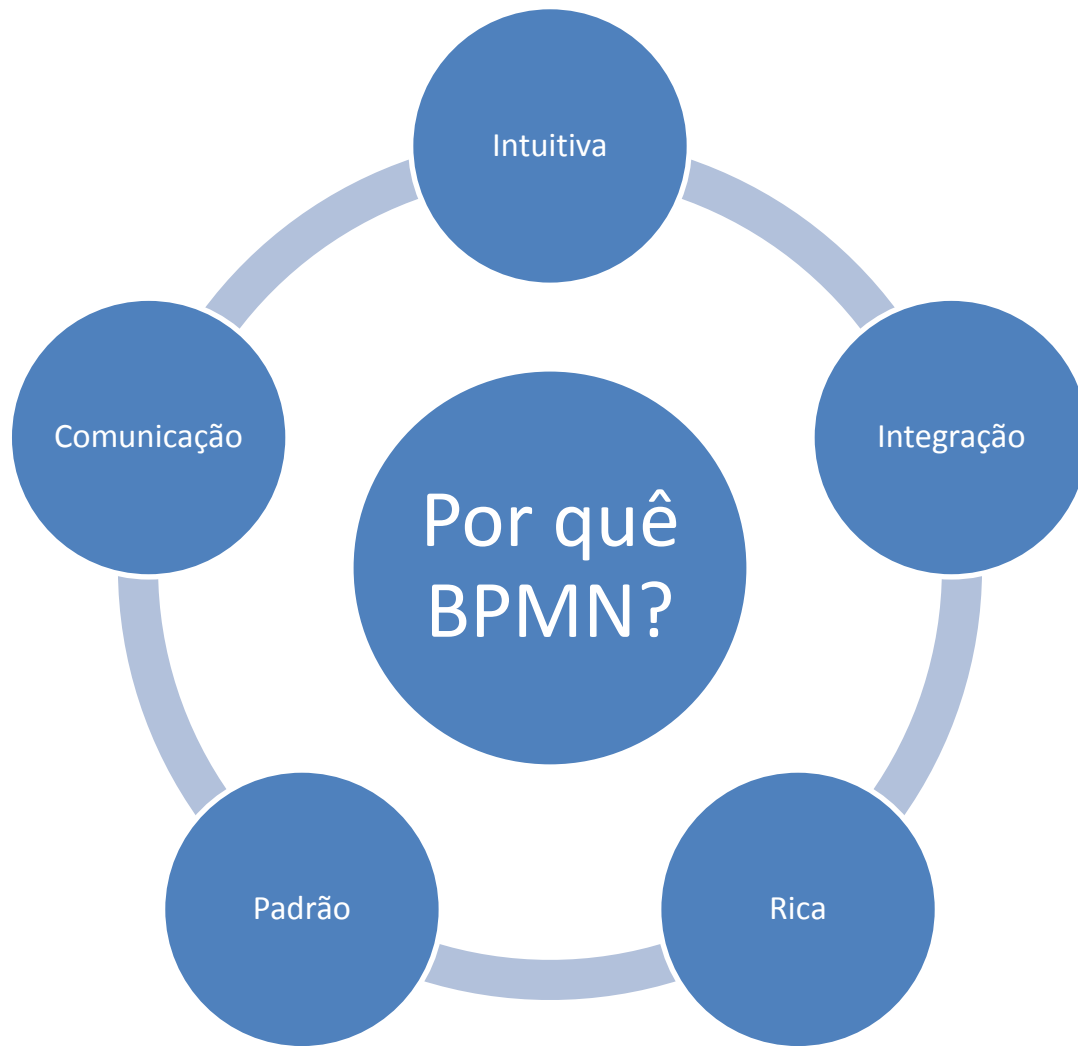 Intuitiva
Comunicação
Integração
Por quê
BPMN?
Padrão
Rica